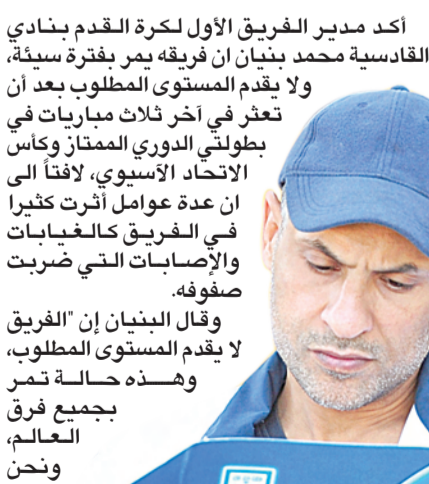 أكد مدير الفريق الأول لكرة القدم بنادي
القادسية محمد بنيان ان فريقه يمر بفترة سيئة،
ولا يقدم المستوى المطلوب بعد أن
تعثر في آخر ثلاث مباريات في
بطولتي الدوري الممتاز وكأس
الاتحاد الآسيوي، لافتاً الى
ان عدة عوامل أثرت كثيرا
في الفريق كالغيابات
والإصابات التي ضربت
صفوفه.
وقال البنيان إن "الفريق
لا يقدم المستوى المطلوب،
وهذه حالة تمر
بجميع فرق
العالم،
ونحن